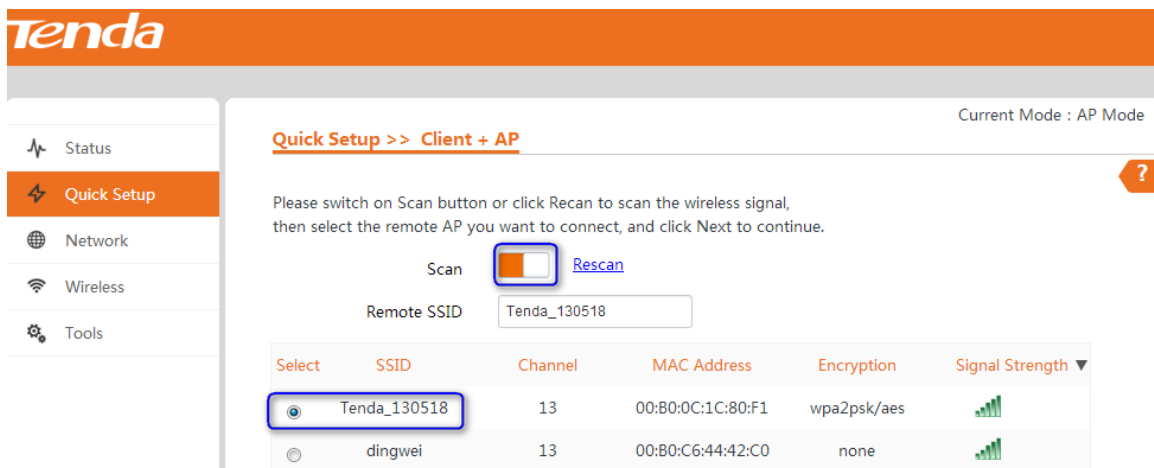 Tenda
Current Mode : AP Mode
Quick Setup >> Client + AP
Status
Quick Setup
Network
Wireless
Tools
?
Please switch on Scan button or click Recan to scan the wireless signal,
then select the remote AP you want to connect, and click Next to continue.
Scan Rescan
Remote SSID Tenda_130518
Select SSID Channel MAC Address Encryption Signal Strength ▼
Tenda_130518 13 00:B0:0C:1C:80:F1 wpa2psk/aes
dingwei 13 00:B0:C6:44:42:C0 none